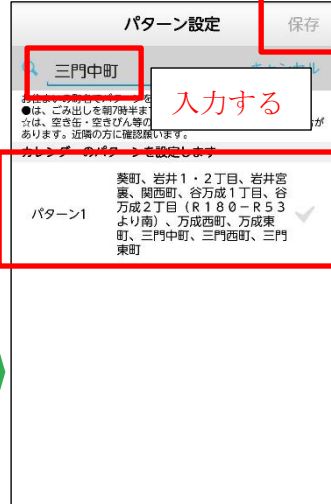 パターン設定
保存
三門中町
入力する
●は、ごみ出しを朝7時半ま
☆は、空き缶・空きびん等の
が
あります。近隣の方に確認願います。
カレンダーのパターンを設定します
パターン1
葵町、岩井1・2丁目、岩井宮
裏、関西町、谷万成1丁目、谷
万成2丁目(R180-R53
より南)、万成西町、万成東
町、三門中町、三門西町、三門
東町